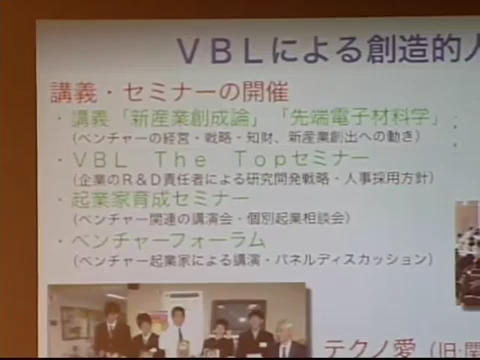 VBLによる創造的人
講義・セミナーの開催
・講義「新産業創成論」「先端電子材料学」
(ベンチャーの経営・戦略・知財、新産業創出への動き)
・VBL The Topセミナー
(企業のR&D責任者による研究開発戦略・人事採用方針)
・起業家育成セミナー
(ベンチャー関連の講演会・個別起業相談会)
・ベンチャーフォーラム
(ベンチャー起業家による講演・パネルディスカッション)
テクノ愛(旧:関